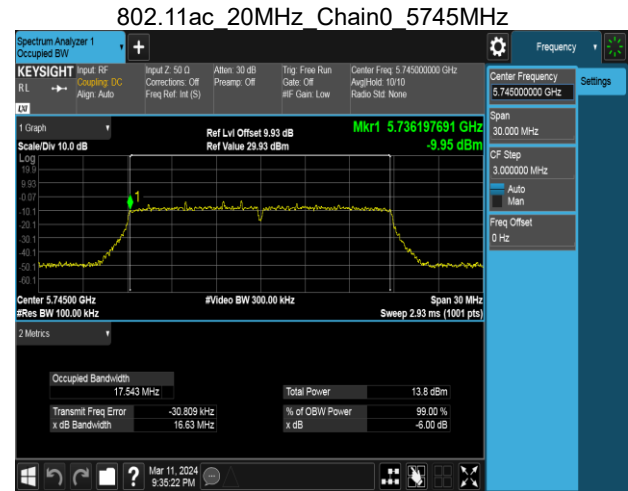 802.11ac_20MHz_Chain0_5745MHz
Spectrum Analyzer 1
Occupied BW
Frequency
KEYSIGHT
RL
LXI
Input: RF
Coupling: DC
Align: Auto
Input Z: 50 Ω
Corrections: Off
Freq Ref: Int (S)
Atten: 30 dB
Preamp: Off
Trig: Free Run
Gate: Off
#IF Gain: Low
Center Freq: 5.745000000 GHz
Avg|Hold: 10/10
Radio Std: None
Center Frequency
5.745000000 GHz
Settings
Span
30.000 MHz
CF Step
3.000000 MHz
Auto
Man
Freq Offset
0 Hz
1 Graph
Scale/Div 10.0 dB
Ref Lvl Offset 9.93 dB
Ref Value 29.93 dBm
Mkr1 5.736197691 GHz
-9.95 dBm
Log
19.9
9.93
-0.07
-10.1
-20.1
-30.1
-40.1
-50.1
-60.1
1
Center 5.74500 GHz
#Res BW 100.00 kHz
#Video BW 300.00 kHz
Span 30 MHz
Sweep 2.93 ms (1001 pts)
2 Metrics
Occupied Bandwidth
17.543 MHz
Total Power 13.8 dBm
Transmit Freq Error -30.809 kHz
% of OBW Power 99.00 %
x dB Bandwidth 16.63 MHz
x dB -6.00 dB
?
Mar 11, 2024
9:35:22 PM